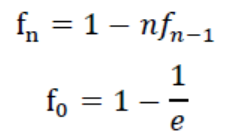 fₙ = 1 − nfₙ₋₁
f₀ = 1 − 1/e